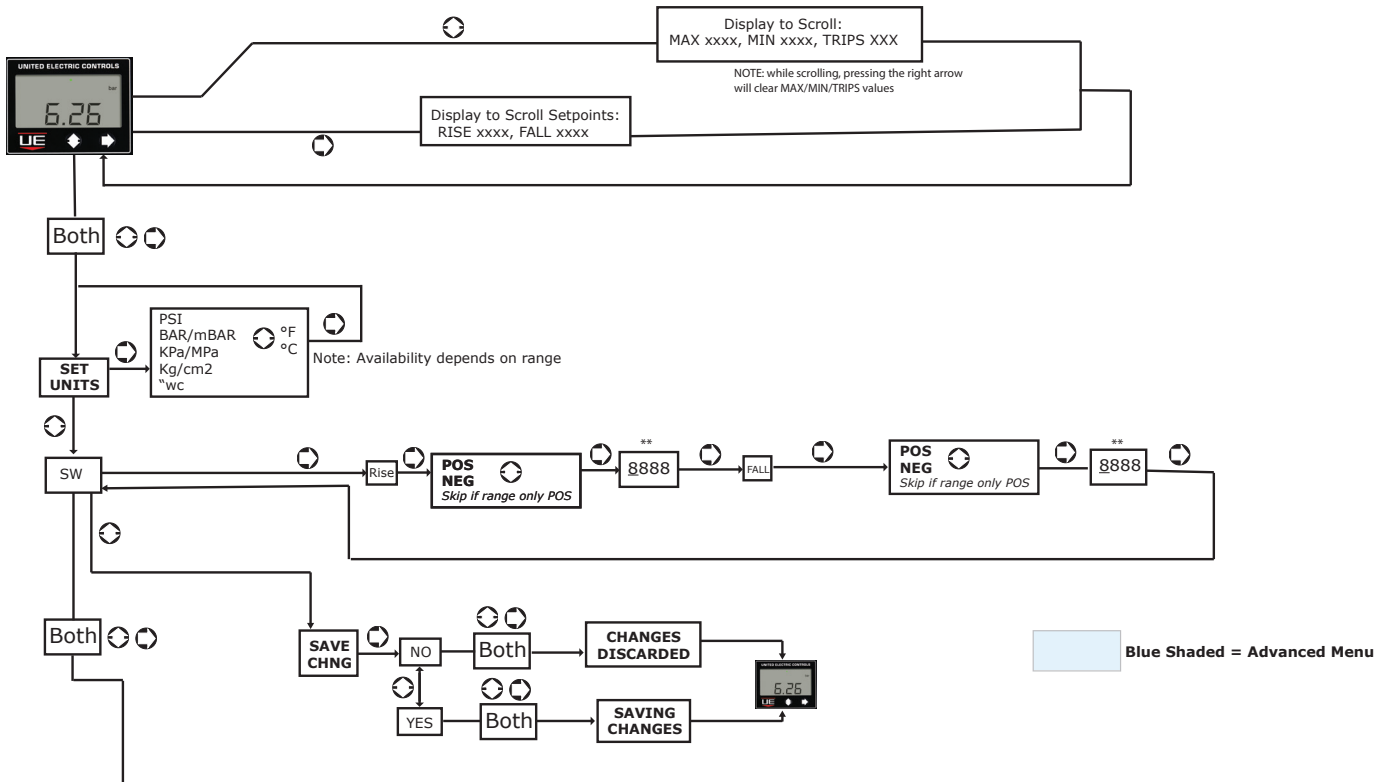 Display to Scroll:
MAX xxxx, MIN xxxx, TRIPS XXX
NOTE: while scrolling, pressing the right arrow
will clear MAX/MIN/TRIPS values
UNITED ELECTRIC CONTROLS
bar
6.26
UE
Display to Scroll Setpoints:
RISE xxxx, FALL xxxx
Both
PSI
BAR/mBAR
KPa/MPa
Kg/cm2
"wc
°F
°C
Note: Availability depends on range
SET
UNITS
SW
Rise
POS
NEG
Skip if range only POS
**
8888
FALL
POS
NEG
Skip if range only POS
**
8888
Both
SAVE
CHNG
NO
Both
CHANGES
DISCARDED
YES
Both
SAVING
CHANGES
UNITED ELECTRIC CONTROLS
6.26
UE
Blue Shaded = Advanced Menu